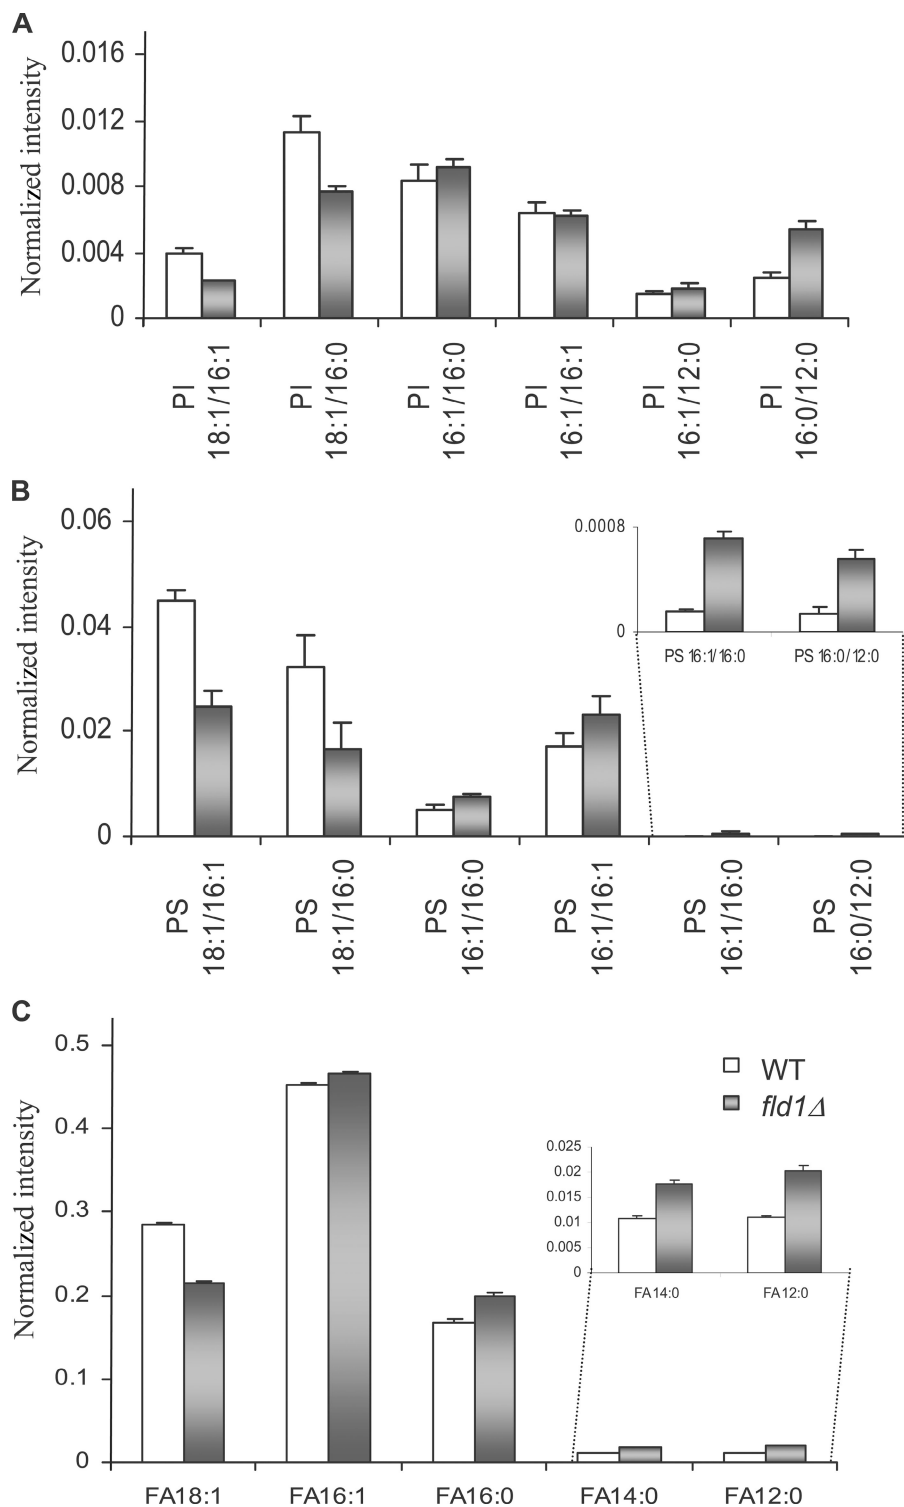 A
Normalized intensity
0.016
0.012
0.008
0.004
0
PI
18:1/16:1
PI
18:1/16:0
PI
16:1/16:0
PI
16:1/16:1
PI
16:1/12:0
PI
16:0/12:0
B
Normalized intensity
0.06
0.04
0.02
0
0.0008
0
PS 16:1/16:0
PS 16:0/12:0
PS
18:1/16:1
PS
18:1/16:0
PS
16:1/16:0
PS
16:1/16:1
PS
16:1/16:0
PS
16:0/12:0
C
Normalized intensity
0.5
0.4
0.3
0.2
0.1
0
WT
fld1Δ
0.025
0.02
0.015
0.01
0.005
0
FA14:0
FA12:0
FA18:1
FA16:1
FA16:0
FA14:0
FA12:0